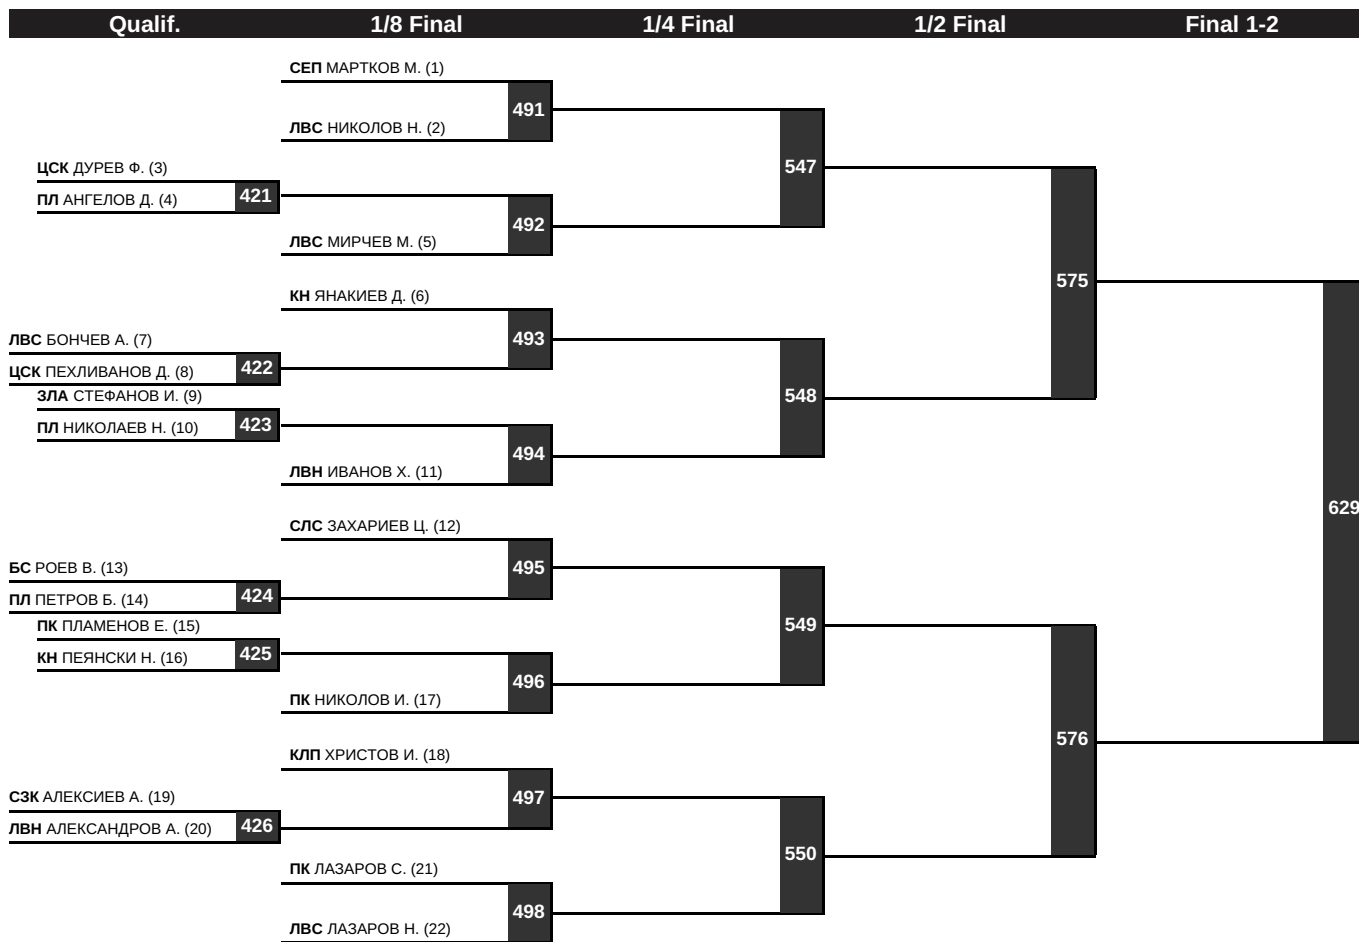 Qualif. 1/8 Final 1/4 Final 1/2 Final Final 1-2
СЕП МАРТКОВ М. (1)
491
ЛВС НИКОЛОВ Н. (2)
ЦСК ДУРЕВ Ф. (3)
547
421
ПЛ АНГЕЛОВ Д. (4)
492
ЛВС МИРЧЕВ М. (5)
575
КН ЯНАКИЕВ Д. (6)
493
ЛВС БОНЧЕВ А. (7)
422
ЦСК ПЕХЛИВАНОВ Д. (8)
ЗЛА СТЕФАНОВ И. (9)
548
423
ПЛ НИКОЛАЕВ Н. (10)
494
ЛВН ИВАНОВ Х. (11)
629
СЛС ЗАХАРИЕВ Ц. (12)
495
БС РОЕВ В. (13)
424
ПЛ ПЕТРОВ Б. (14)
549
ПК ПЛАМЕНОВ Е. (15)
425
КН ПЕЯНСКИ Н. (16)
496
ПК НИКОЛОВ И. (17)
576
КЛП ХРИСТОВ И. (18)
497
СЗК АЛЕКСИЕВ А. (19)
426
ЛВН АЛЕКСАНДРОВ А. (20)
550
ПК ЛАЗАРОВ С. (21)
498
ЛВС ЛАЗАРОВ Н. (22)